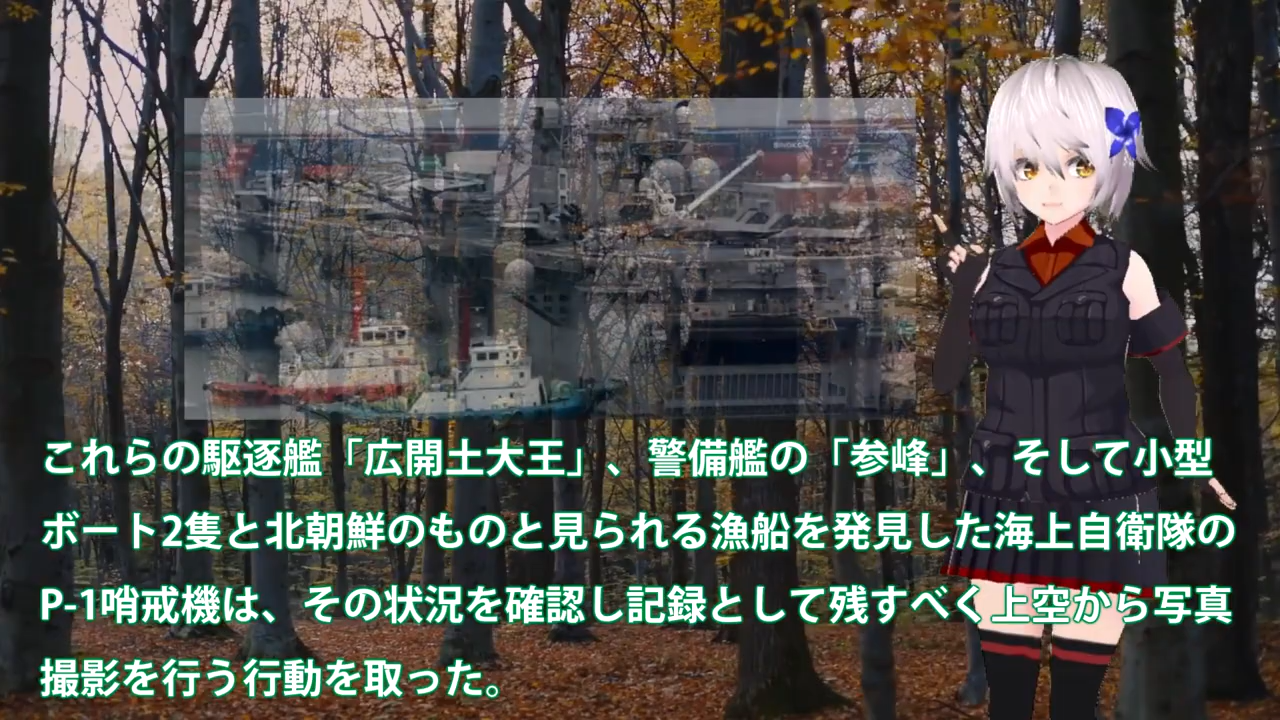 これらの駆逐艦「広開土大王」、警備艦の「参峰」、そして小型
ボート2隻と北朝鮮のものと見られる漁船を発見した海上自衛隊の
P-1哨戒機は、その状況を確認し記録として残すべく上空から写真
撮影を行う行動を取った。